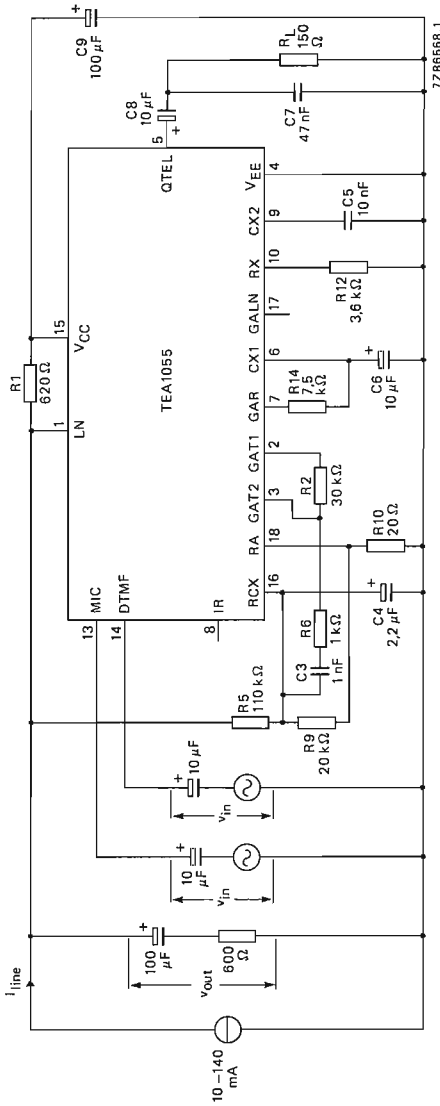 I line
10–140
mA
100
µF
600
Ω
vout
10
µF
+
vin
10 µF
+
vin
R1
620 Ω
MIC
13
DTMF
14
IR
8
LN
1
VCC
15
TEA1055
QTEL
5
RCX
16
RA
18
GAT2
3
GAT1
2
GAR
7
CX1
6
GALN
17
RX
10
CX2
9
VEE
4
R5
110 kΩ
R9
20 kΩ
C3
1 nF
R6
1 kΩ
C4
2,2 µF
+
R10
20 Ω
R2
30 kΩ
R14
7,5
kΩ
C6
10 µF
+
R12
3,6 kΩ
C5
10 nF
C8
10 µF
+
C7
47 nF
RL
150
Ω
C9
100 µF
+
7Z86568.1